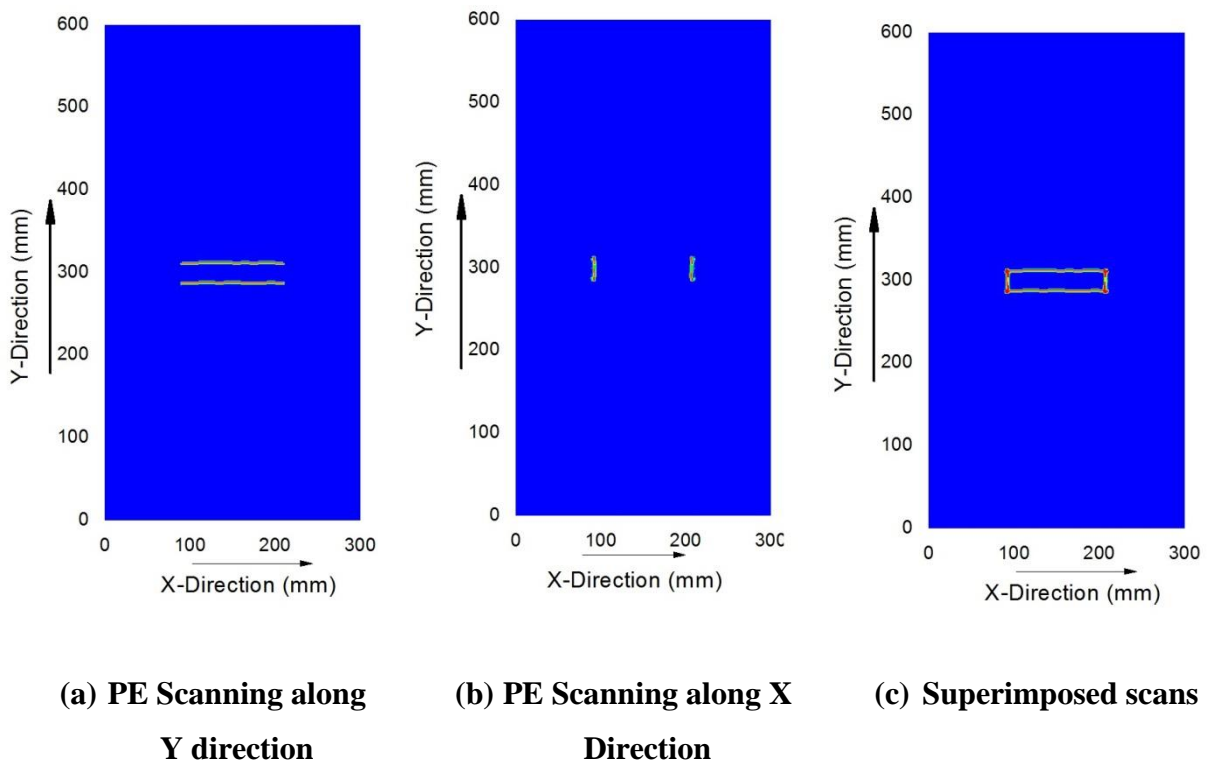 600
500
400
300
200
100
0
0 100 200 300
Y-Direction (mm)
X-Direction (mm)
(a) PE Scanning along
Y direction
600
500
400
300
200
100
0
0 100 200 300
Y-Direction (mm)
X-Direction (mm)
(b) PE Scanning along X
Direction
600
500
400
300
200
100
0
0 100 200 300
Y-Direction (mm)
X-Direction (mm)
(c) Superimposed scans